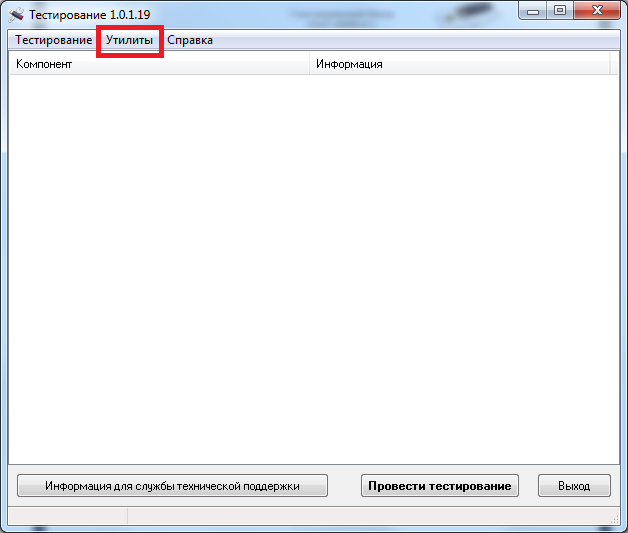 Тестирование 1.0.1.19
Тестирование Утилиты Справка
Компонент Информация
Информация для службы технической поддержки Провести тестирование Выход